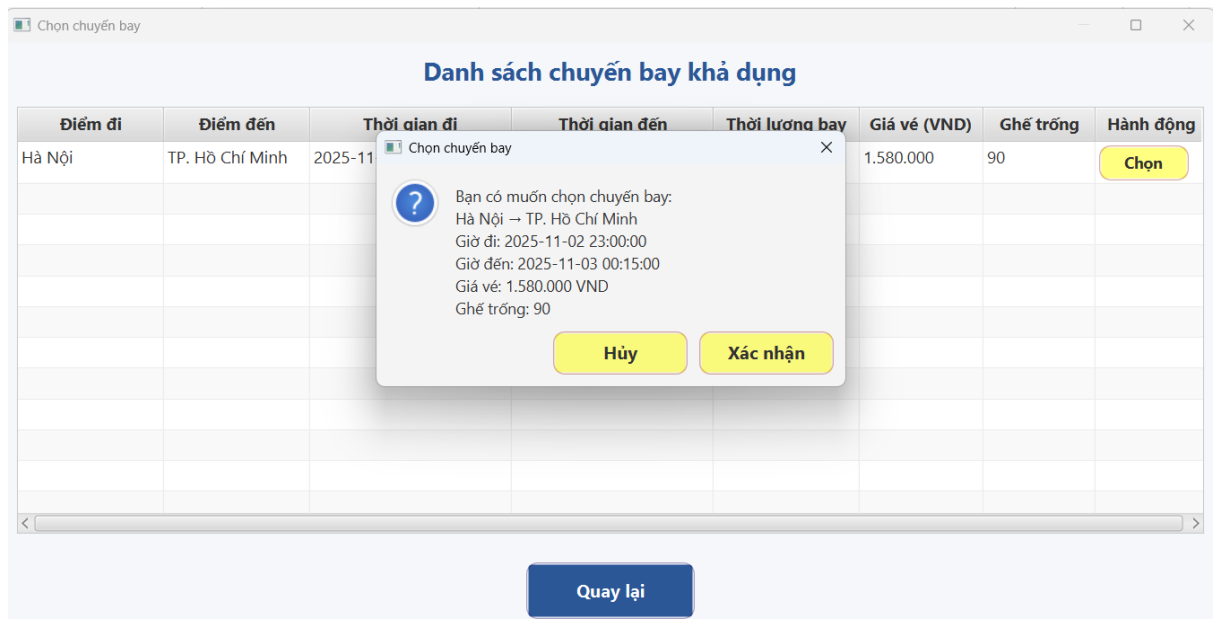 Chọn chuyến bay
Danh sách chuyến bay khả dụng
Điểm đi Điểm đến Thời gian đi Thời gian đến Thời lượng bay Giá vé (VND) Ghế trống Hành động
Hà Nội TP. Hồ Chí Minh 2025-11 1.580.000 90 Chọn
Chọn chuyến bay
Bạn có muốn chọn chuyến bay:
Hà Nội → TP. Hồ Chí Minh
Giờ đi: 2025-11-02 23:00:00
Giờ đến: 2025-11-03 00:15:00
Giá vé: 1.580.000 VND
Ghế trống: 90
Hủy Xác nhận
Quay lại